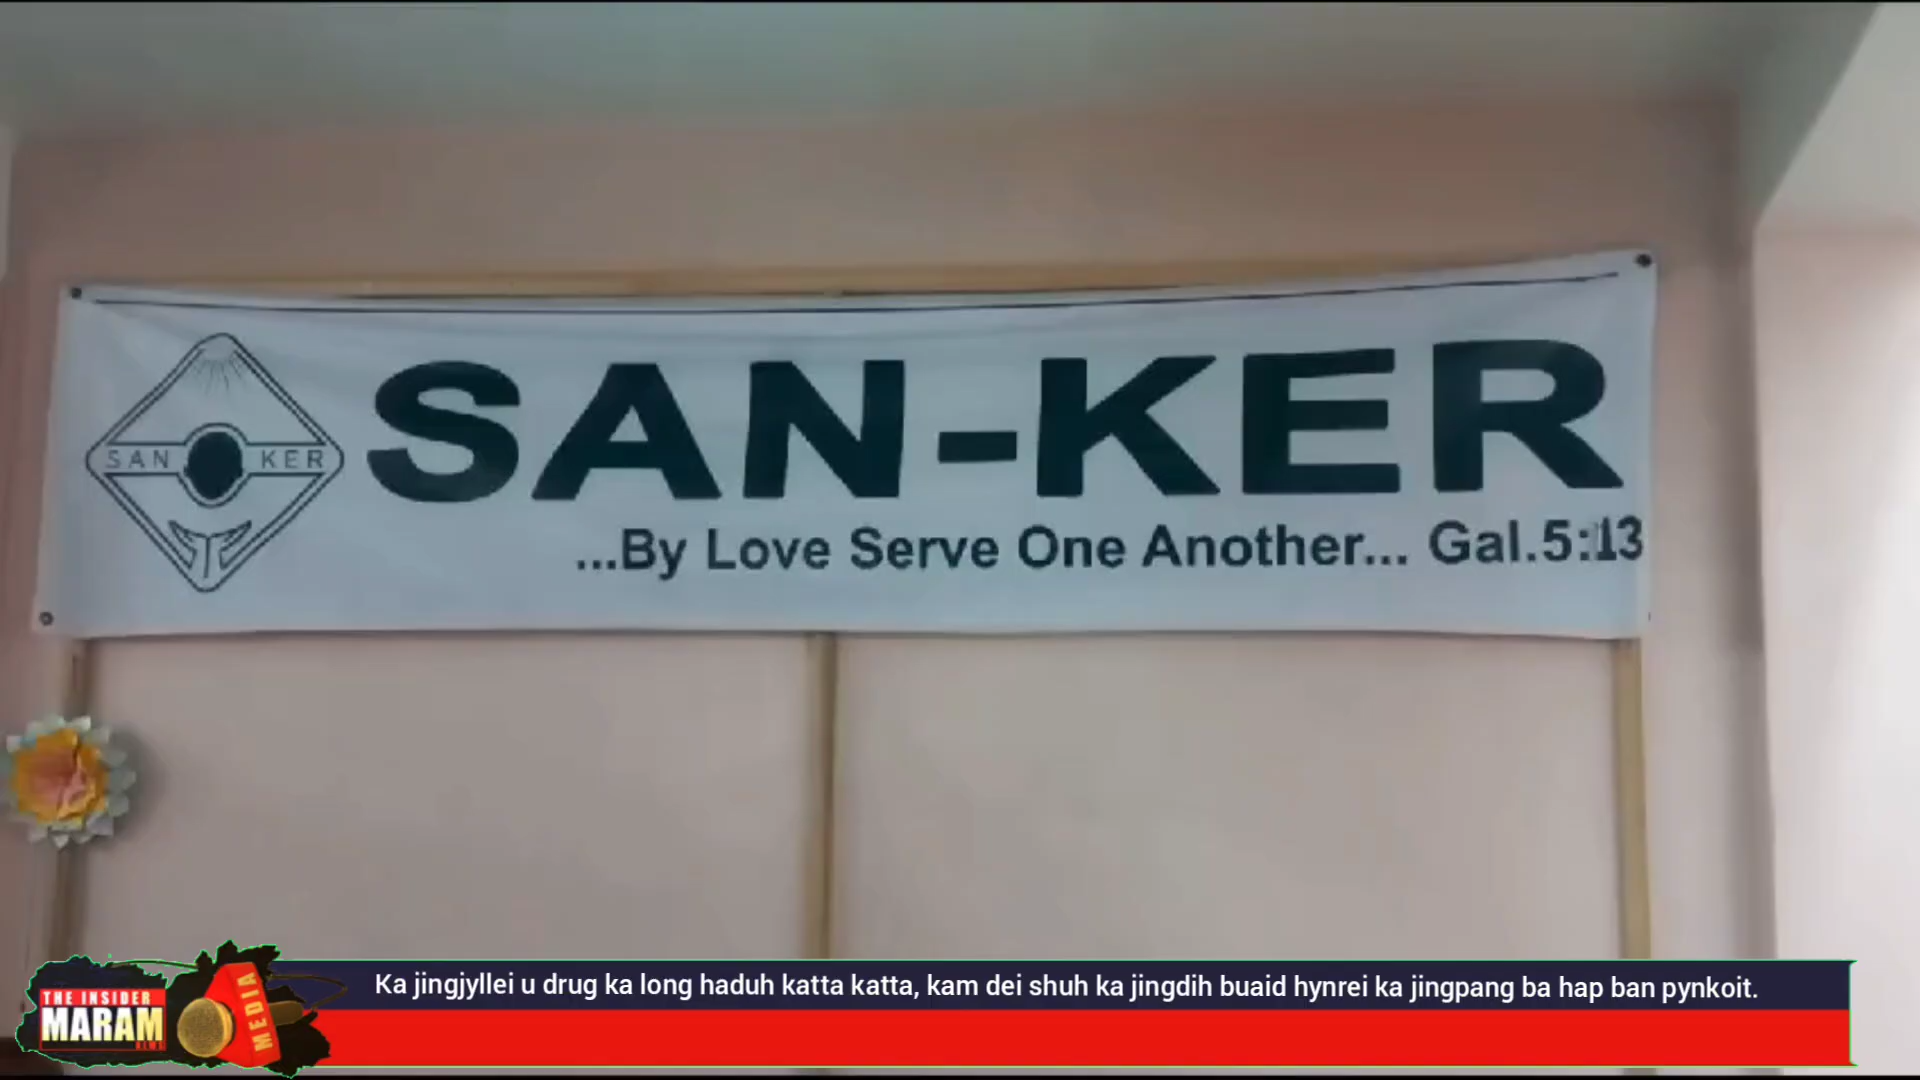 SAN-KER
SAN KER
...By Love Serve One Another... Gal.5:13
Ka jingjyllei u drug ka long haduh katta katta, kam dei shuh ka jingdih buaid hynrei ka jingpang ba hap ban pynkoit.
THE INSIDER
MARAM
NEWS
MEDIA